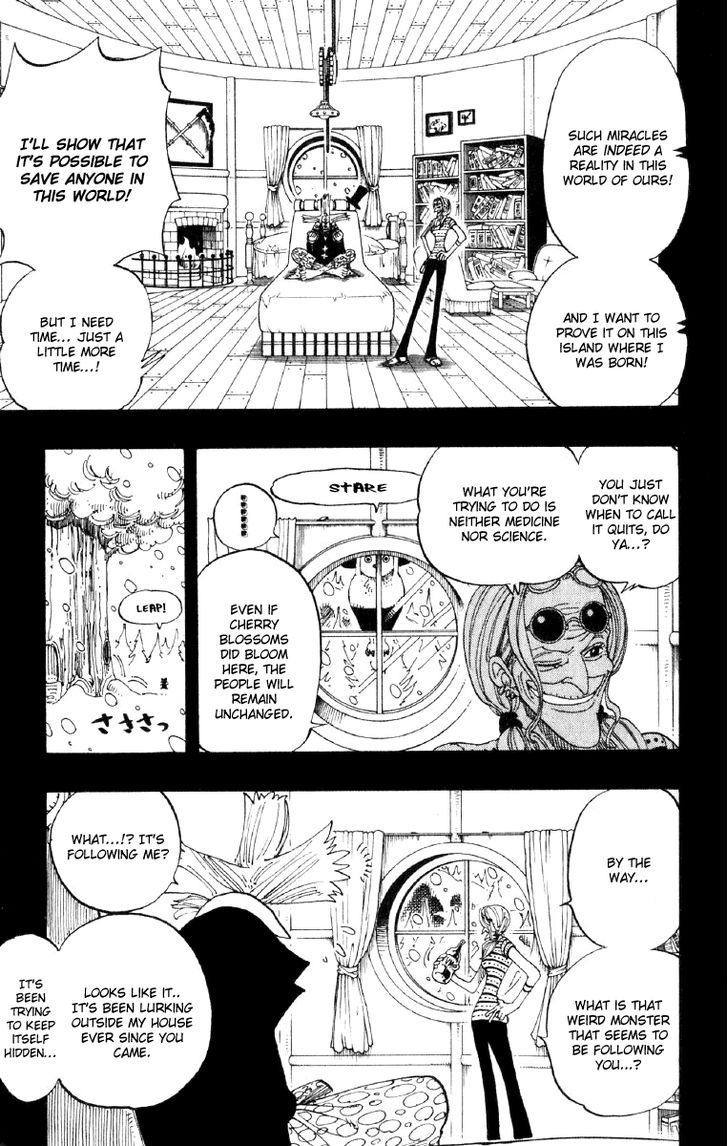 SUCH MIRACLES
ARE INDEED A
REALITY IN THIS
WORLD OF OURS!
AND I WANT TO
PROVE IT ON THIS
ISLAND WHERE I
WAS BORN!
I'LL SHOW THAT
IT'S POSSIBLE TO
SAVE ANYONE IN
THIS WORLD!
BUT I NEED
TIME... JUST A
LITTLE MORE
TIME...!
YOU JUST
DON'T KNOW
WHEN TO CALL
IT QUITS, DO
YA...?
WHAT YOU'RE
TRYING TO DO IS
NEITHER MEDICINE
NOR SCIENCE.
STARE
EVEN IF
CHERRY
BLOSSOMS
DID BLOOM
HERE, THE
PEOPLE WILL
REMAIN
UNCHANGED.
LEAP!
ささささっ
BY THE
WAY...
WHAT IS THAT
WEIRD MONSTER
THAT SEEMS TO
BE FOLLOWING
YOU...?
WHAT...!? IT'S
FOLLOWING ME?
LOOKS LIKE IT..
IT'S BEEN LURKING
OUTSIDE MY HOUSE
EVER SINCE YOU
CAME.
IT'S
BEEN
TRYING
TO KEEP
ITSELF
HIDDEN...